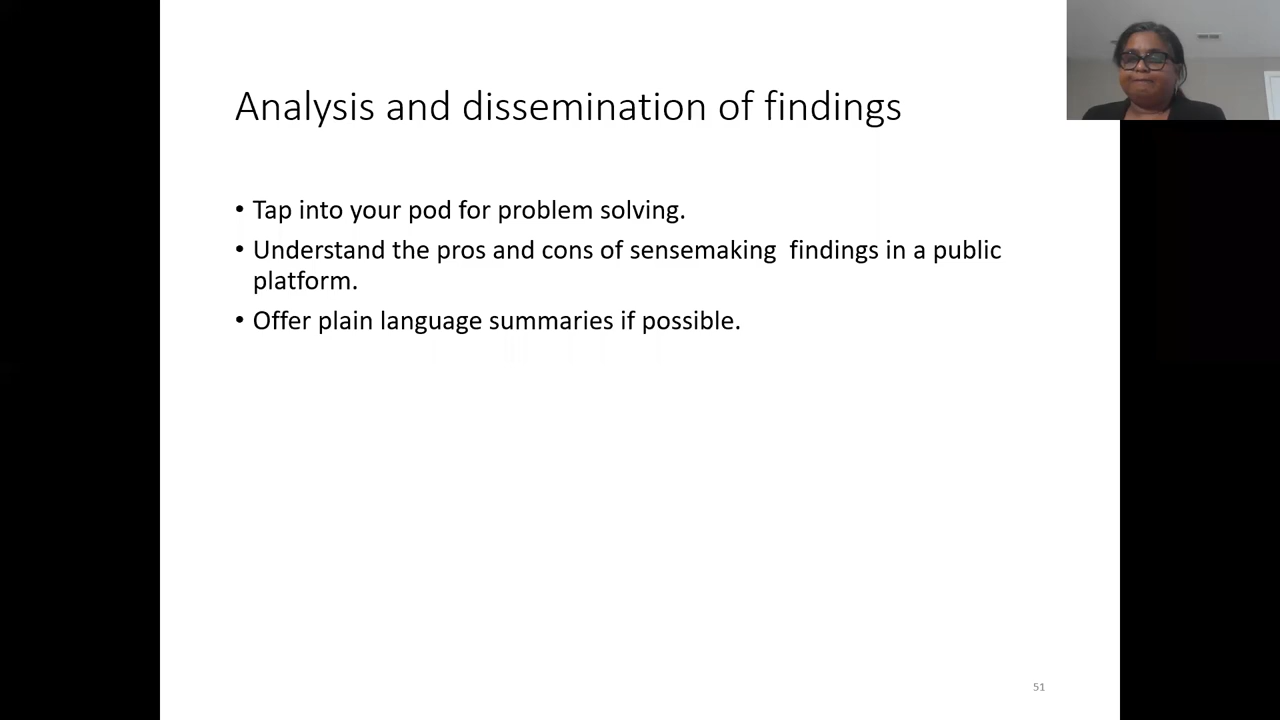 Analysis and dissemination of findings
• Tap into your pod for problem solving.
• Understand the pros and cons of sensemaking  findings in a public
platform.
• Offer plain language summaries if possible.
51